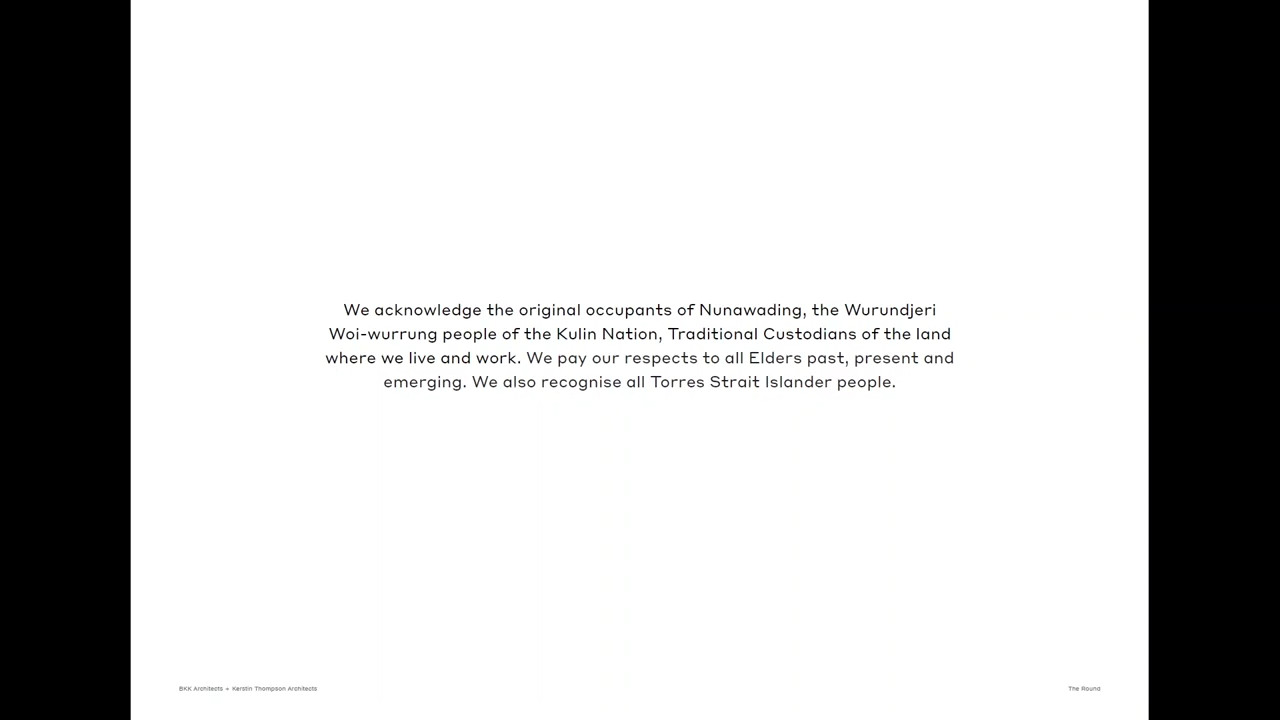 We acknowledge the original occupants of Nunawading, the Wurundjeri
Woi-wurrung people of the Kulin Nation, Traditional Custodians of the land
where we live and work. We pay our respects to all Elders past, present and
emerging. We also recognise all Torres Strait Islander people.
BKK Architects + Kerstin Thompson Architects
The Round